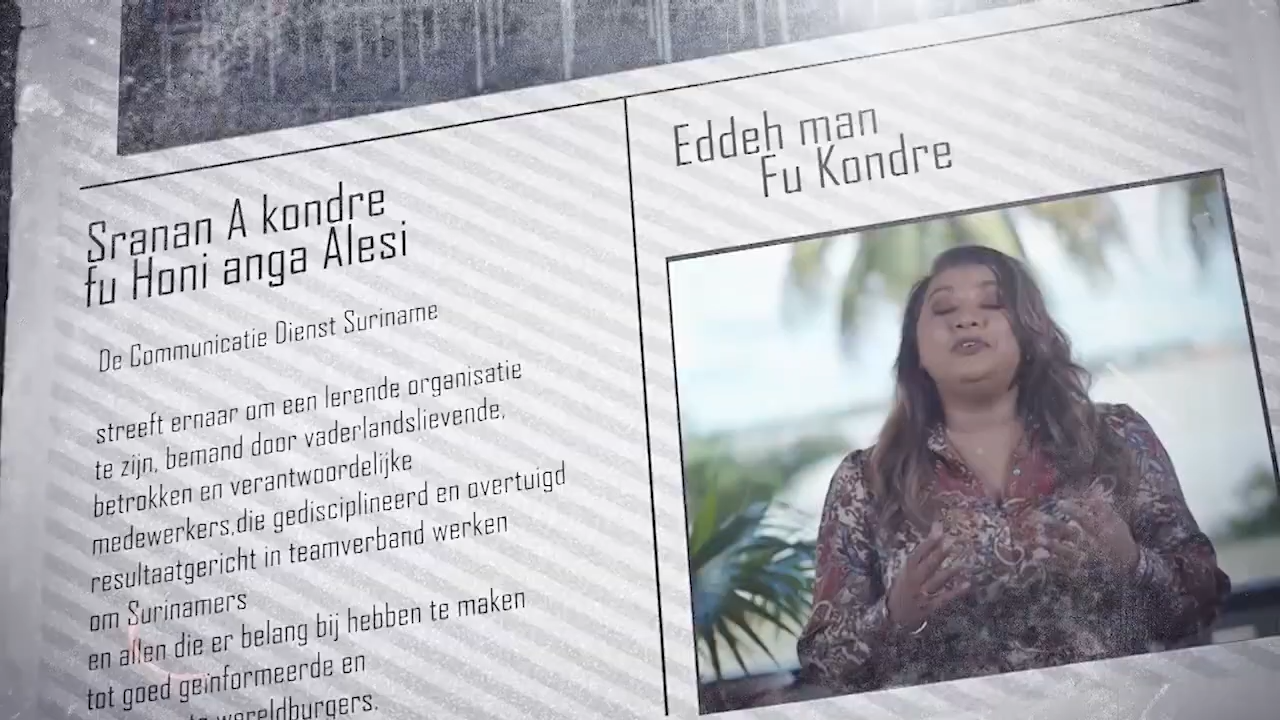 Sranan A kondre
fu Honi anga Alesi
De Communicatie Dienst Suriname
streeft ernaar om een lerende organisatie
te zijn, bemand door vaderlandslievende,
betrokken en verantwoordelijke
medewerkers,die gedisciplineerd en overtuigd
resultaatgericht in teamverband werken
om Surinamers
en allen die er belang bij hebben te maken
tot goed geinformeerde en
wereldburgers.
Eddeh man
Fu Kondre